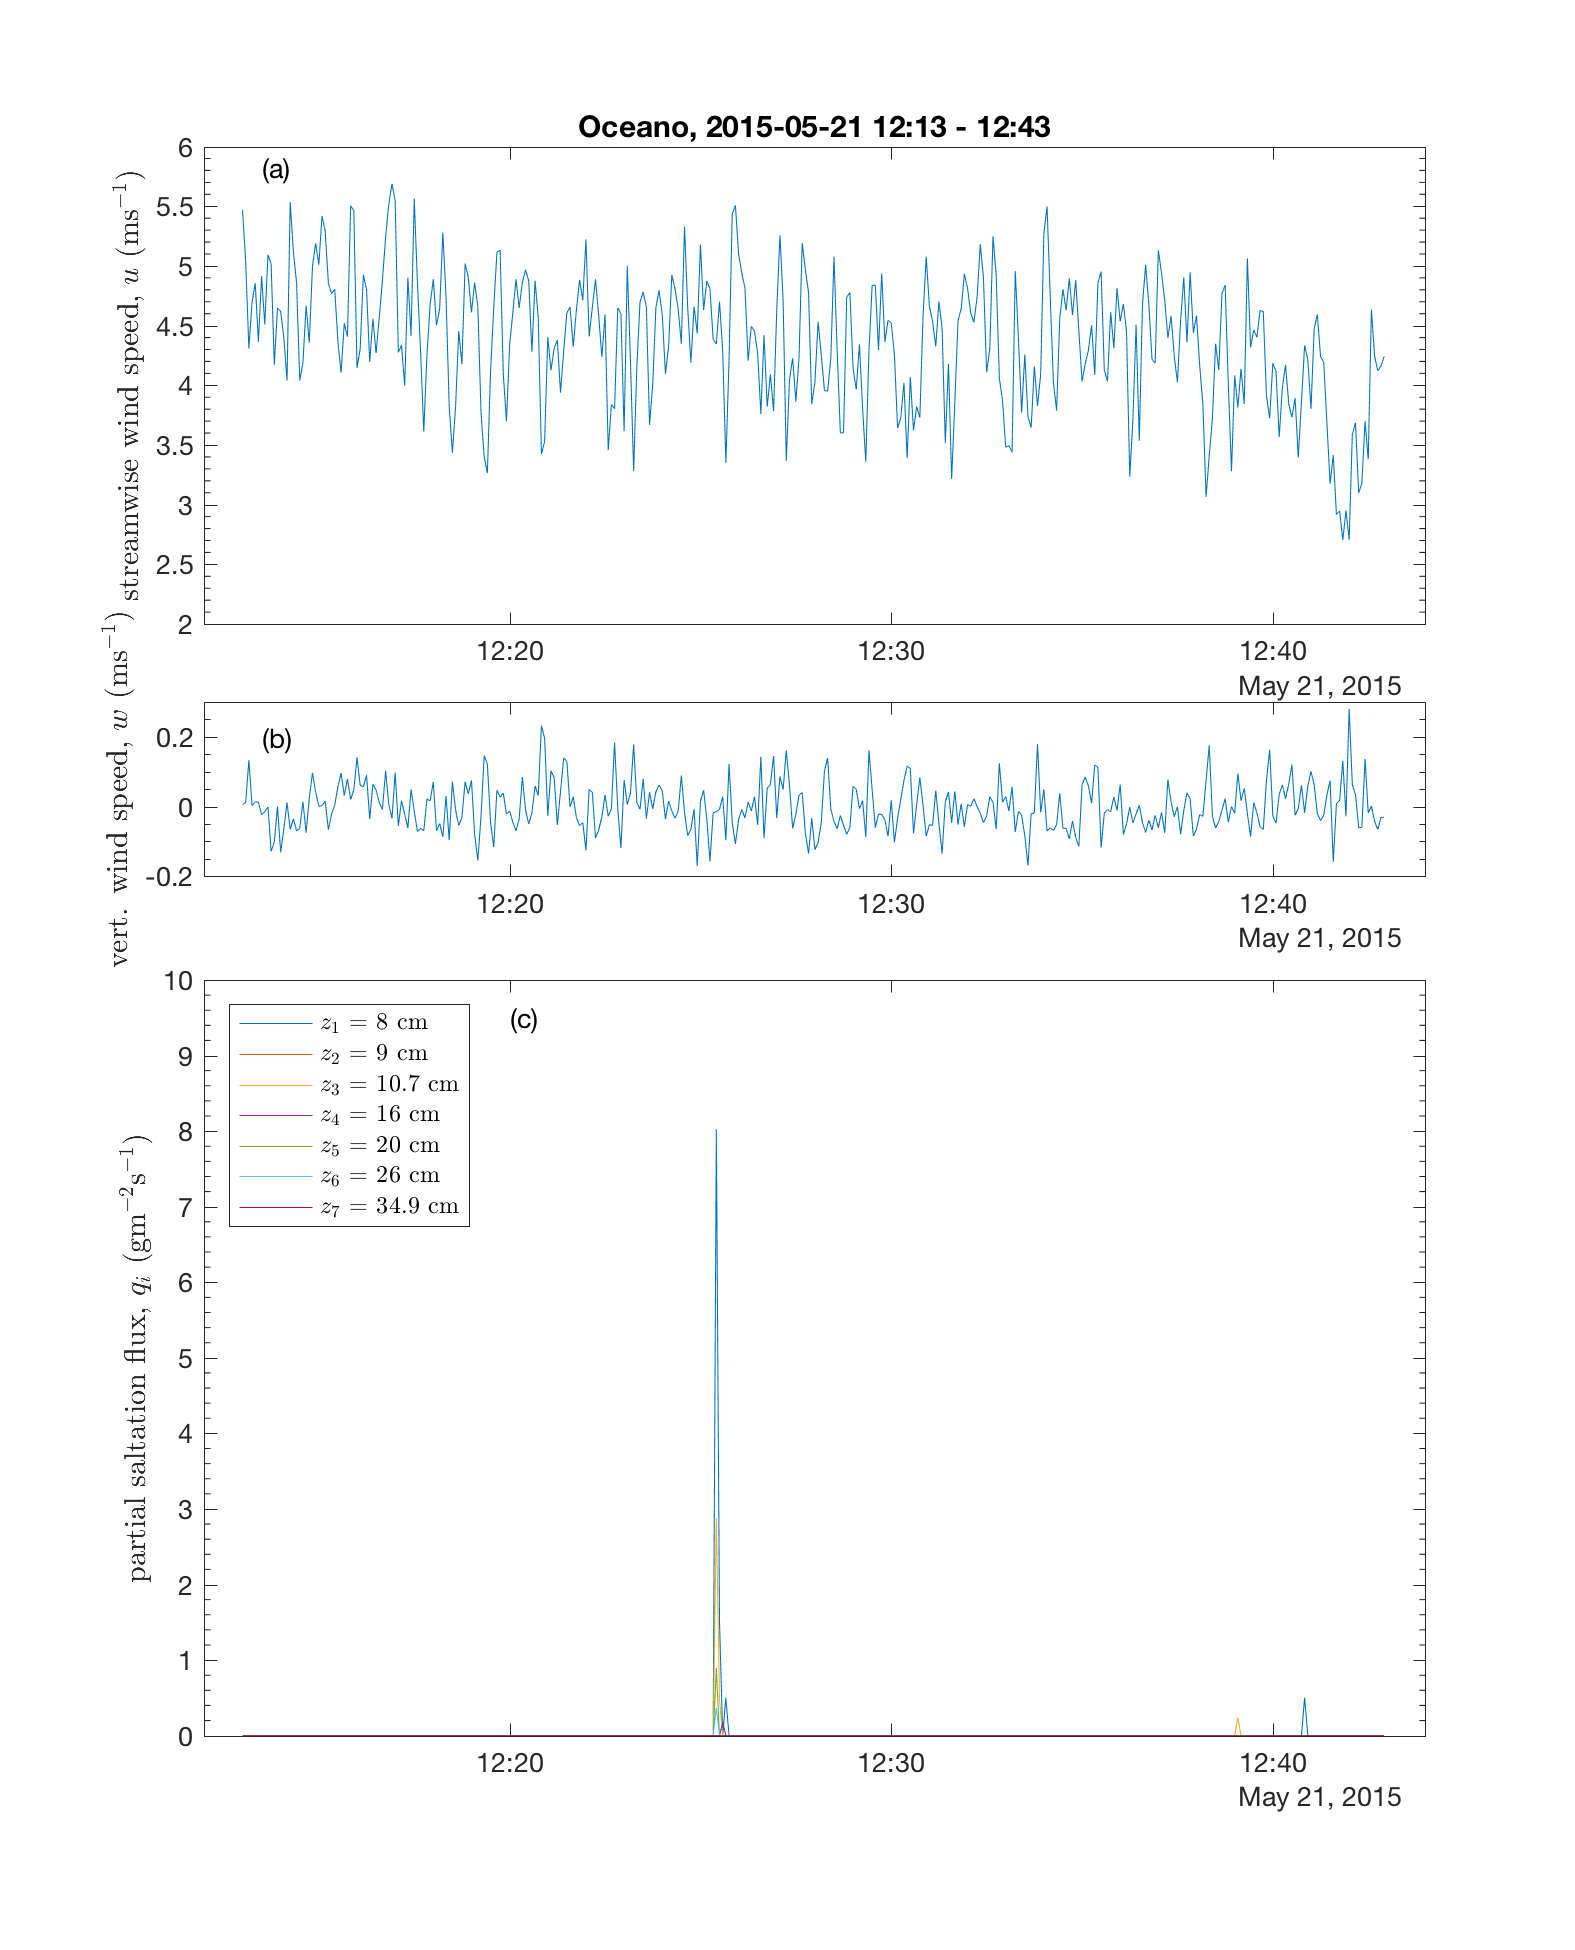 Oceano, 2015-05-21 12:13 - 12:43
(a)
streamwise wind speed, u (ms⁻¹)
6
5.5
5
4.5
4
3.5
3
2.5
2
12:20 12:30 12:40
May 21, 2015
(b)
vert. wind speed, w (ms⁻¹)
0.2
0
-0.2
12:20 12:30 12:40
May 21, 2015
(c)
partial saltation flux, qᵢ (gm⁻²s⁻¹)
10
9
8
7
6
5
4
3
2
1
0
z₁ = 8 cm
z₂ = 9 cm
z₃ = 10.7 cm
z₄ = 16 cm
z₅ = 20 cm
z₆ = 26 cm
z₇ = 34.9 cm
12:20 12:30 12:40
May 21, 2015